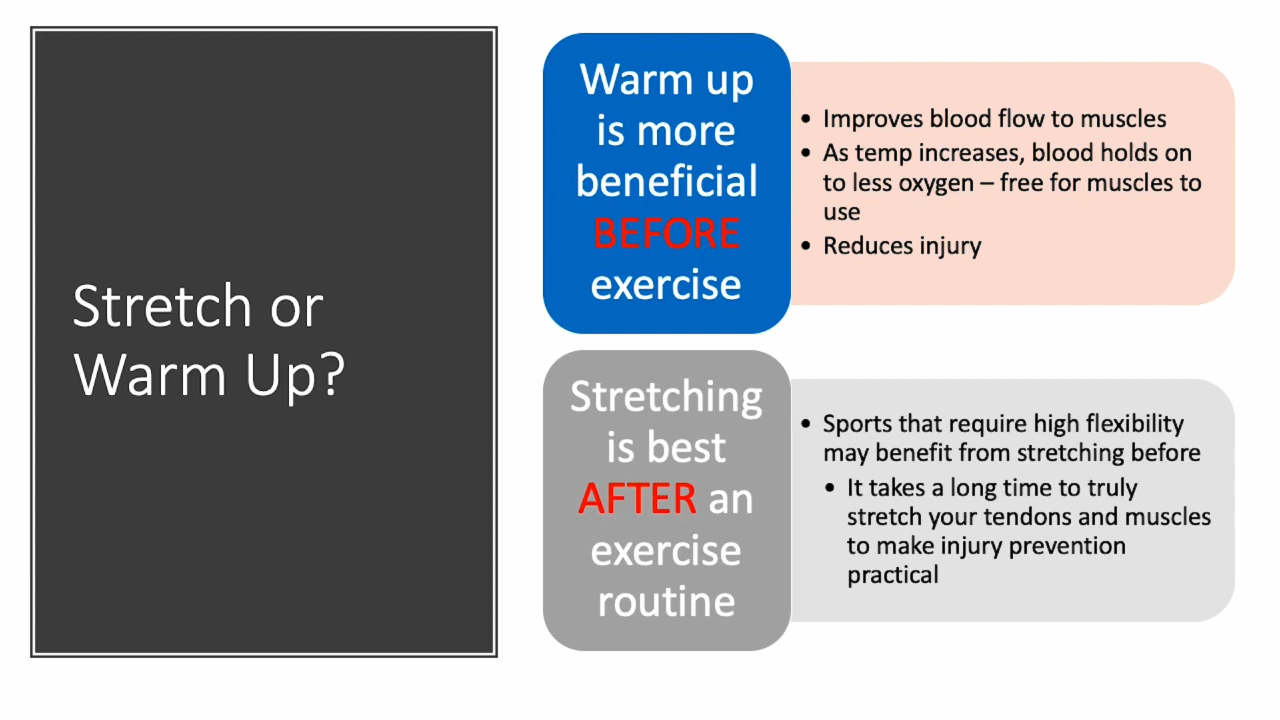 Stretch or
Warm Up?
Warm up
is more
beneficial
BEFORE
exercise
• Improves blood flow to muscles
• As temp increases, blood holds on
to less oxygen – free for muscles to
use
• Reduces injury
Stretching
is best
AFTER an
exercise
routine
• Sports that require high flexibility
may benefit from stretching before
• It takes a long time to truly
stretch your tendons and muscles
to make injury prevention
practical